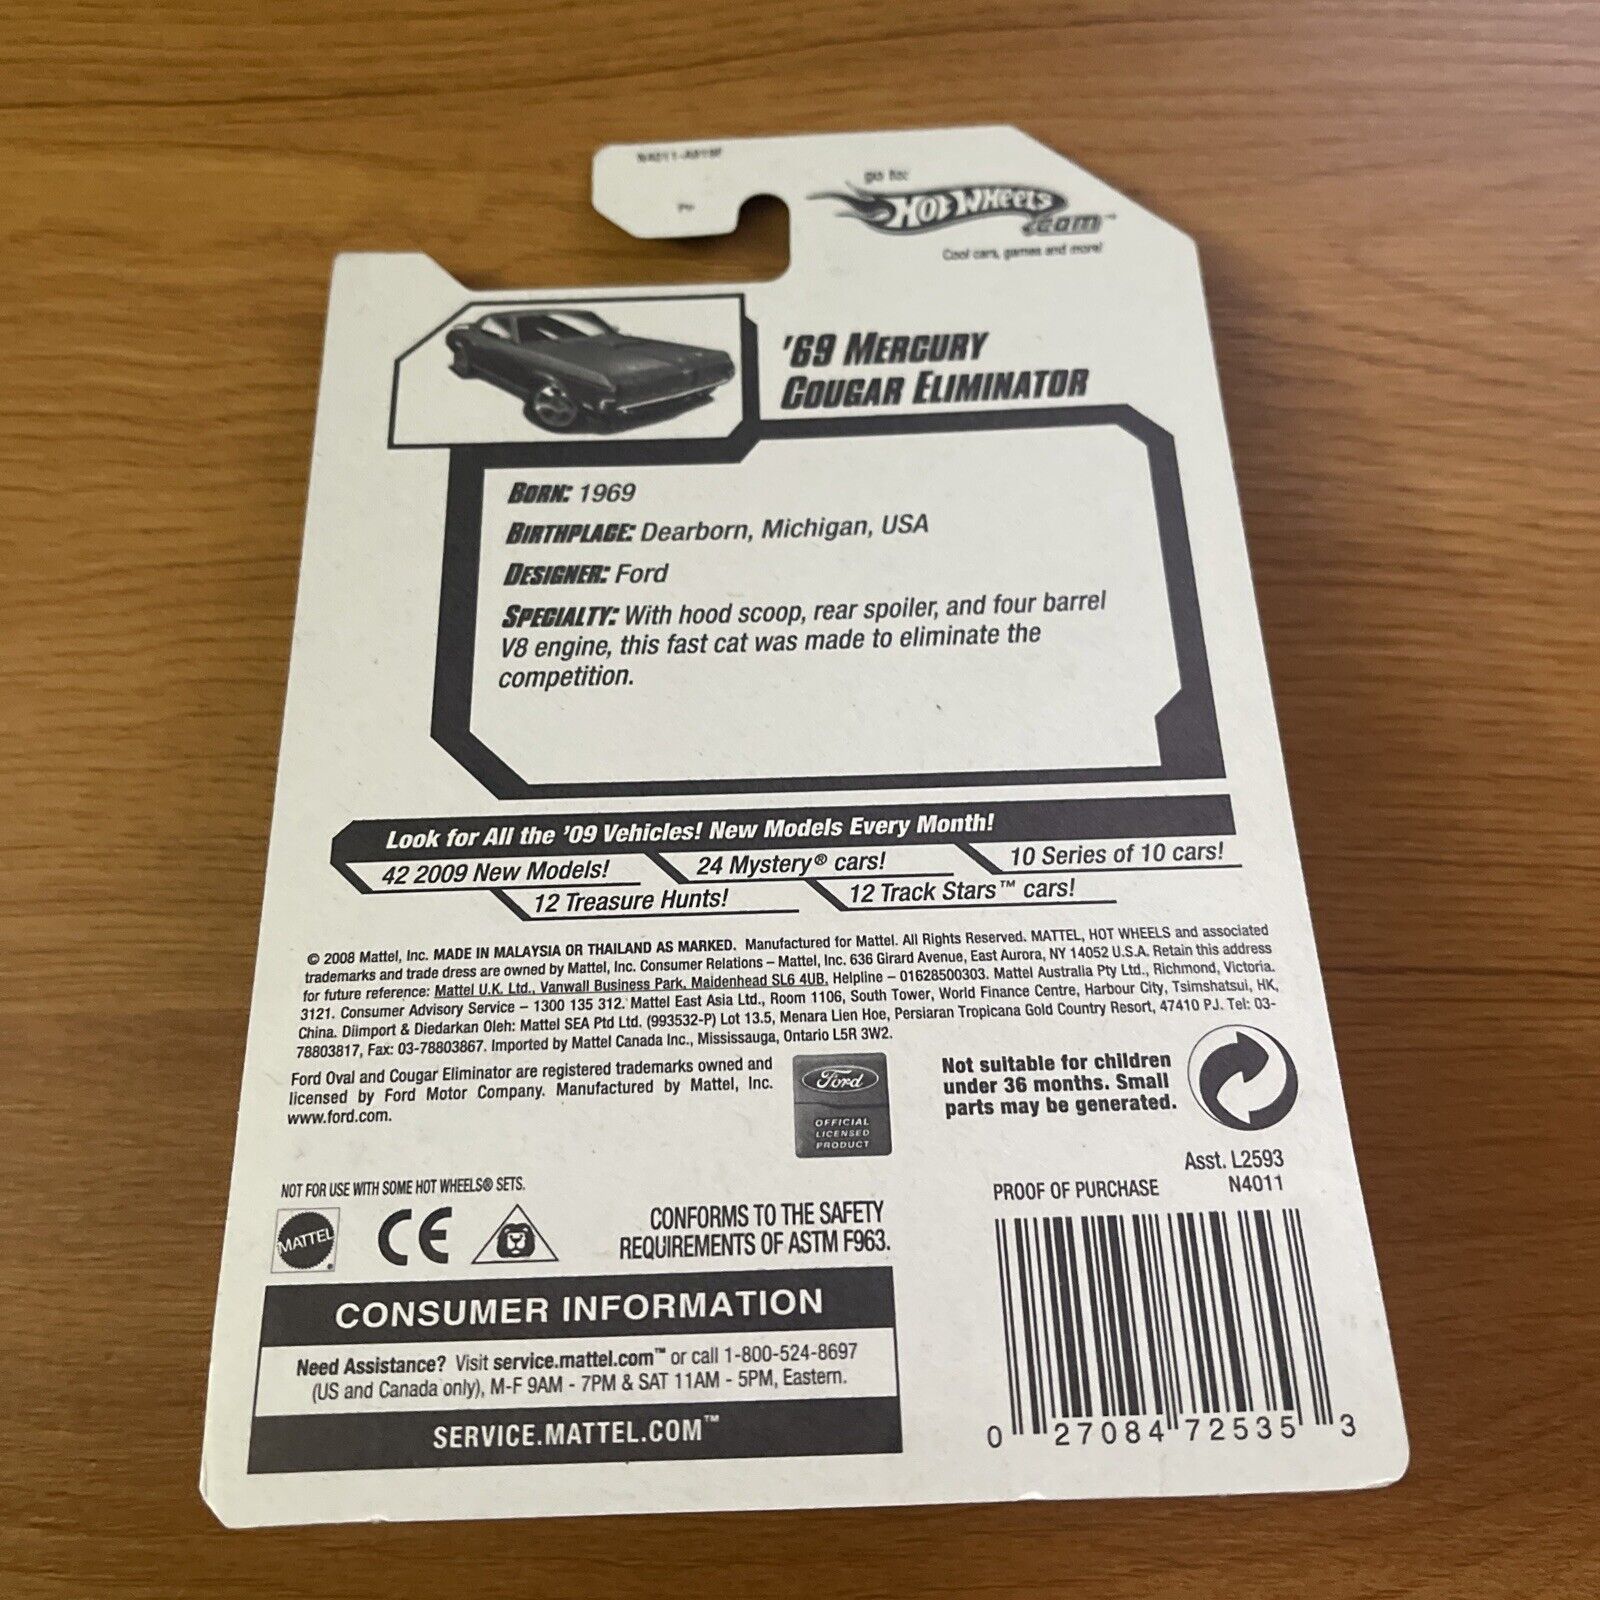 go to:
HOT WHEELS
.com™
Cool cars, games and more!
'69 MERCURY
COUGAR ELIMINATOR
BORN: 1969
BIRTHPLACE: Dearborn, Michigan, USA
DESIGNER: Ford
SPECIALTY: With hood scoop, rear spoiler, and four barrel
V8 engine, this fast cat was made to eliminate the
competition.
Look for All the '09 Vehicles! New Models Every Month!
42 2009 New Models!
24 Mystery® cars!
10 Series of 10 cars!
12 Treasure Hunts!
12 Track Stars™ cars!
© 2008 Mattel, Inc. MADE IN MALAYSIA OR THAILAND AS MARKED. Manufactured for Mattel. All Rights Reserved. MATTEL, HOT WHEELS and associated
trademarks and trade dress are owned by Mattel, Inc. Consumer Relations – Mattel, Inc. 636 Girard Avenue, East Aurora, NY 14052 U.S.A. Retain this address
for future reference: Mattel U.K. Ltd., Vanwall Business Park, Maidenhead SL6 4UB, Helpline – 01628500303. Mattel Australia Pty Ltd., Richmond, Victoria.
3121. Consumer Advisory Service – 1300 135 312. Mattel East Asia Ltd., Room 1106, South Tower, World Finance Centre, Harbour City, Tsimshatsui, HK,
China. Diimport & Diedarkan Oleh: Mattel SEA Ptd Ltd. (993532-P) Lot 13.5, Menara Lien Hoe, Persiaran Tropicana Gold Country Resort, 47410 PJ. Tel: 03-
78803817, Fax: 03-78803867. Imported by Mattel Canada Inc., Mississauga, Ontario L5R 3W2.
Ford Oval and Cougar Eliminator are registered trademarks owned and
licensed by Ford Motor Company. Manufactured by Mattel, Inc.
www.ford.com.
Ford
OFFICIAL
LICENSED
PRODUCT
Not suitable for children
under 36 months. Small
parts may be generated.
Asst. L2593
PROOF OF PURCHASE N4011
NOT FOR USE WITH SOME HOT WHEELS® SETS.
MATTEL®
CE
CONFORMS TO THE SAFETY
REQUIREMENTS OF ASTM F963.
CONSUMER INFORMATION
Need Assistance? Visit service.mattel.com™ or call 1-800-524-8697
(US and Canada only), M-F 9AM - 7PM & SAT 11AM - 5PM, Eastern.
SERVICE.MATTEL.COM™
0 27084 72535 3